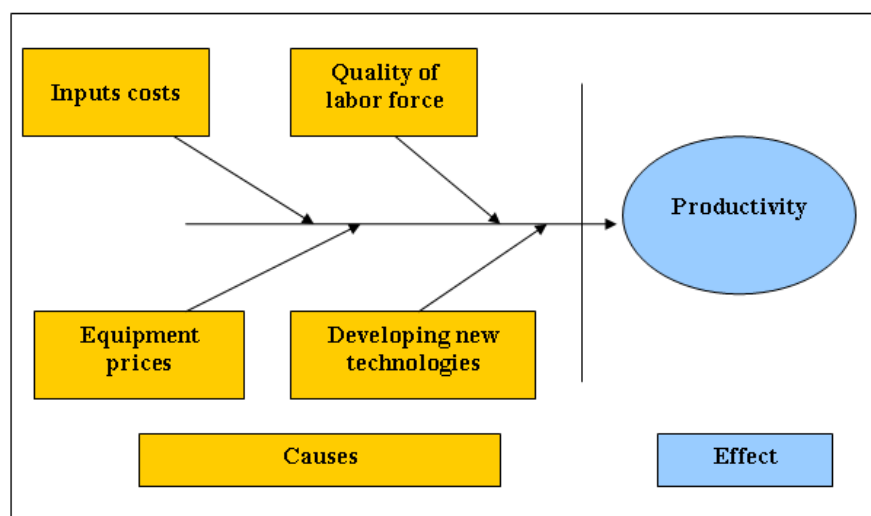 Inputs costs
Quality of
labor force
Productivity
Equipment
prices
Developing new
technologies
Causes
Effect